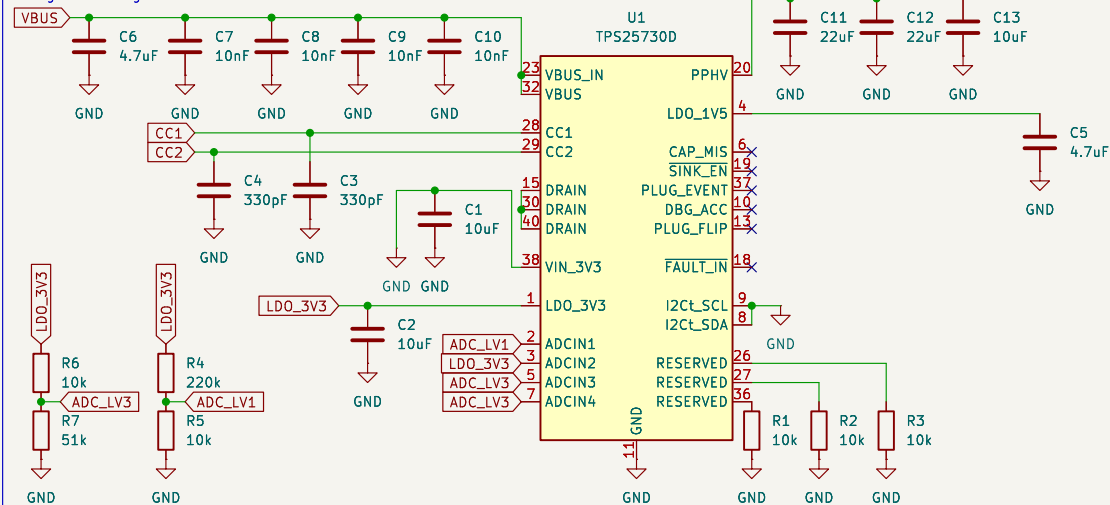 VBUS
C6
4.7uF
GND
C7
10nF
GND
C8
10nF
GND
C9
10nF
GND
C10
10nF
GND
U1
TPS25730D
C11
22uF
GND
C12
22uF
GND
C13
10uF
GND
23 VBUS_IN
32 VBUS
28 CC1
29 CC2
15 DRAIN
30 DRAIN
40 DRAIN
38 VIN_3V3
1 LDO_3V3
2 ADCIN1
3 ADCIN2
5 ADCIN3
7 ADCIN4
GND 11
GND
PPHV 20
LDO_1V5 4
CAP_MIS 6
SINK_EN 19
PLUG_EVENT 37
DBG_ACC 10
PLUG_FLIP 13
FAULT_IN 18
I2Ct_SCL 9
I2Ct_SDA 8
RESERVED 26
RESERVED 27
RESERVED 36
CC1
CC2
C4
330pF
GND
C3
330pF
GND
C1
10uF
GND
GND
LDO_3V3
C2
10uF
GND
ADC_LV1
LDO_3V3
ADC_LV3
ADC_LV3
C5
4.7uF
GND
GND
LDO_3V3
R6
10k
ADC_LV3
R7
51k
GND
LDO_3V3
R4
220k
ADC_LV1
R5
10k
GND
R1
10k
GND
R2
10k
GND
R3
10k
GND